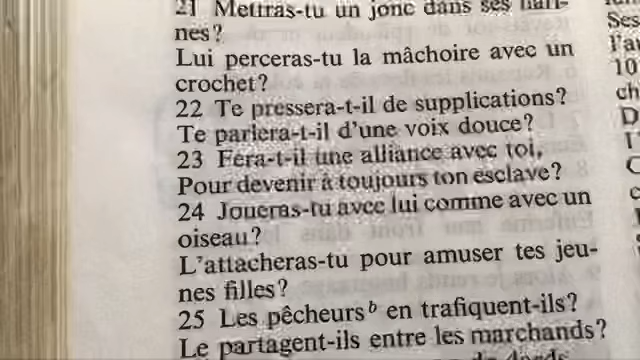 21 Mettras-tu un jonc dans ses nari-
nes?
Lui perceras-tu la mâchoire avec un
crochet?
22 Te pressera-t-il de supplications?
Te parlera-t-il d'une voix douce?
23 Fera-t-il une alliance avec toi,
Pour devenir à toujours ton esclave?
24 Joueras-tu avec lui comme avec un
oiseau?
L'attacheras-tu pour amuser tes jeu-
nes filles?
25 Les pêcheurs b en trafiquent-ils?
Le partagent-ils entre les marchands?
10